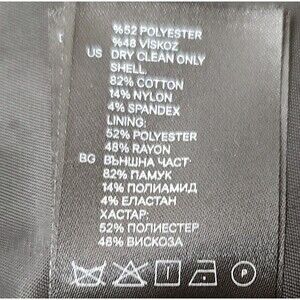 %52 POLYESTER
%48 VISKOZ
US DRY CLEAN ONLY
SHELL:
82% COTTON
14% NYLON
4% SPANDEX
LINING:
52% POLYESTER
48% RAYON
BG ВЪНШНА ЧАСТ:
82% ПАМУК
14% ПОЛИАМИД
4% ЕЛАСТАН
ХАСТАР:
52% ПОЛИЕСТЕР
48% ВИСКОЗА
P